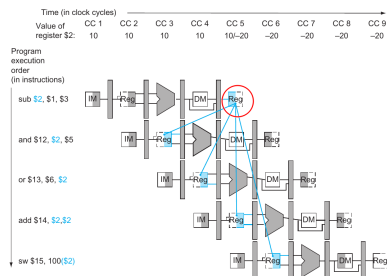 Time (in clock cycles)
CC 1 CC 2 CC 3 CC 4 CC 5 CC 6 CC 7 CC 8 CC 9
Value of register $2: 10 10 10 10 10/–20 –20 –20 –20 –20
Program
execution
order
(in instructions)
sub $2, $1, $3
IM Reg DM Reg
and $12, $2, $5
IM Reg DM Reg
or $13, $6, $2
IM Reg DM Reg
add $14, $2,$2
IM Reg DM Reg
sw $15, 100($2)
IM Reg DM Reg